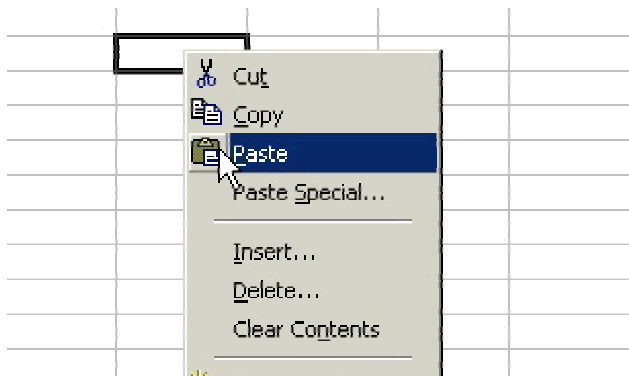 Cut
Copy
Paste
Paste Special...
Insert...
Delete...
Clear Contents